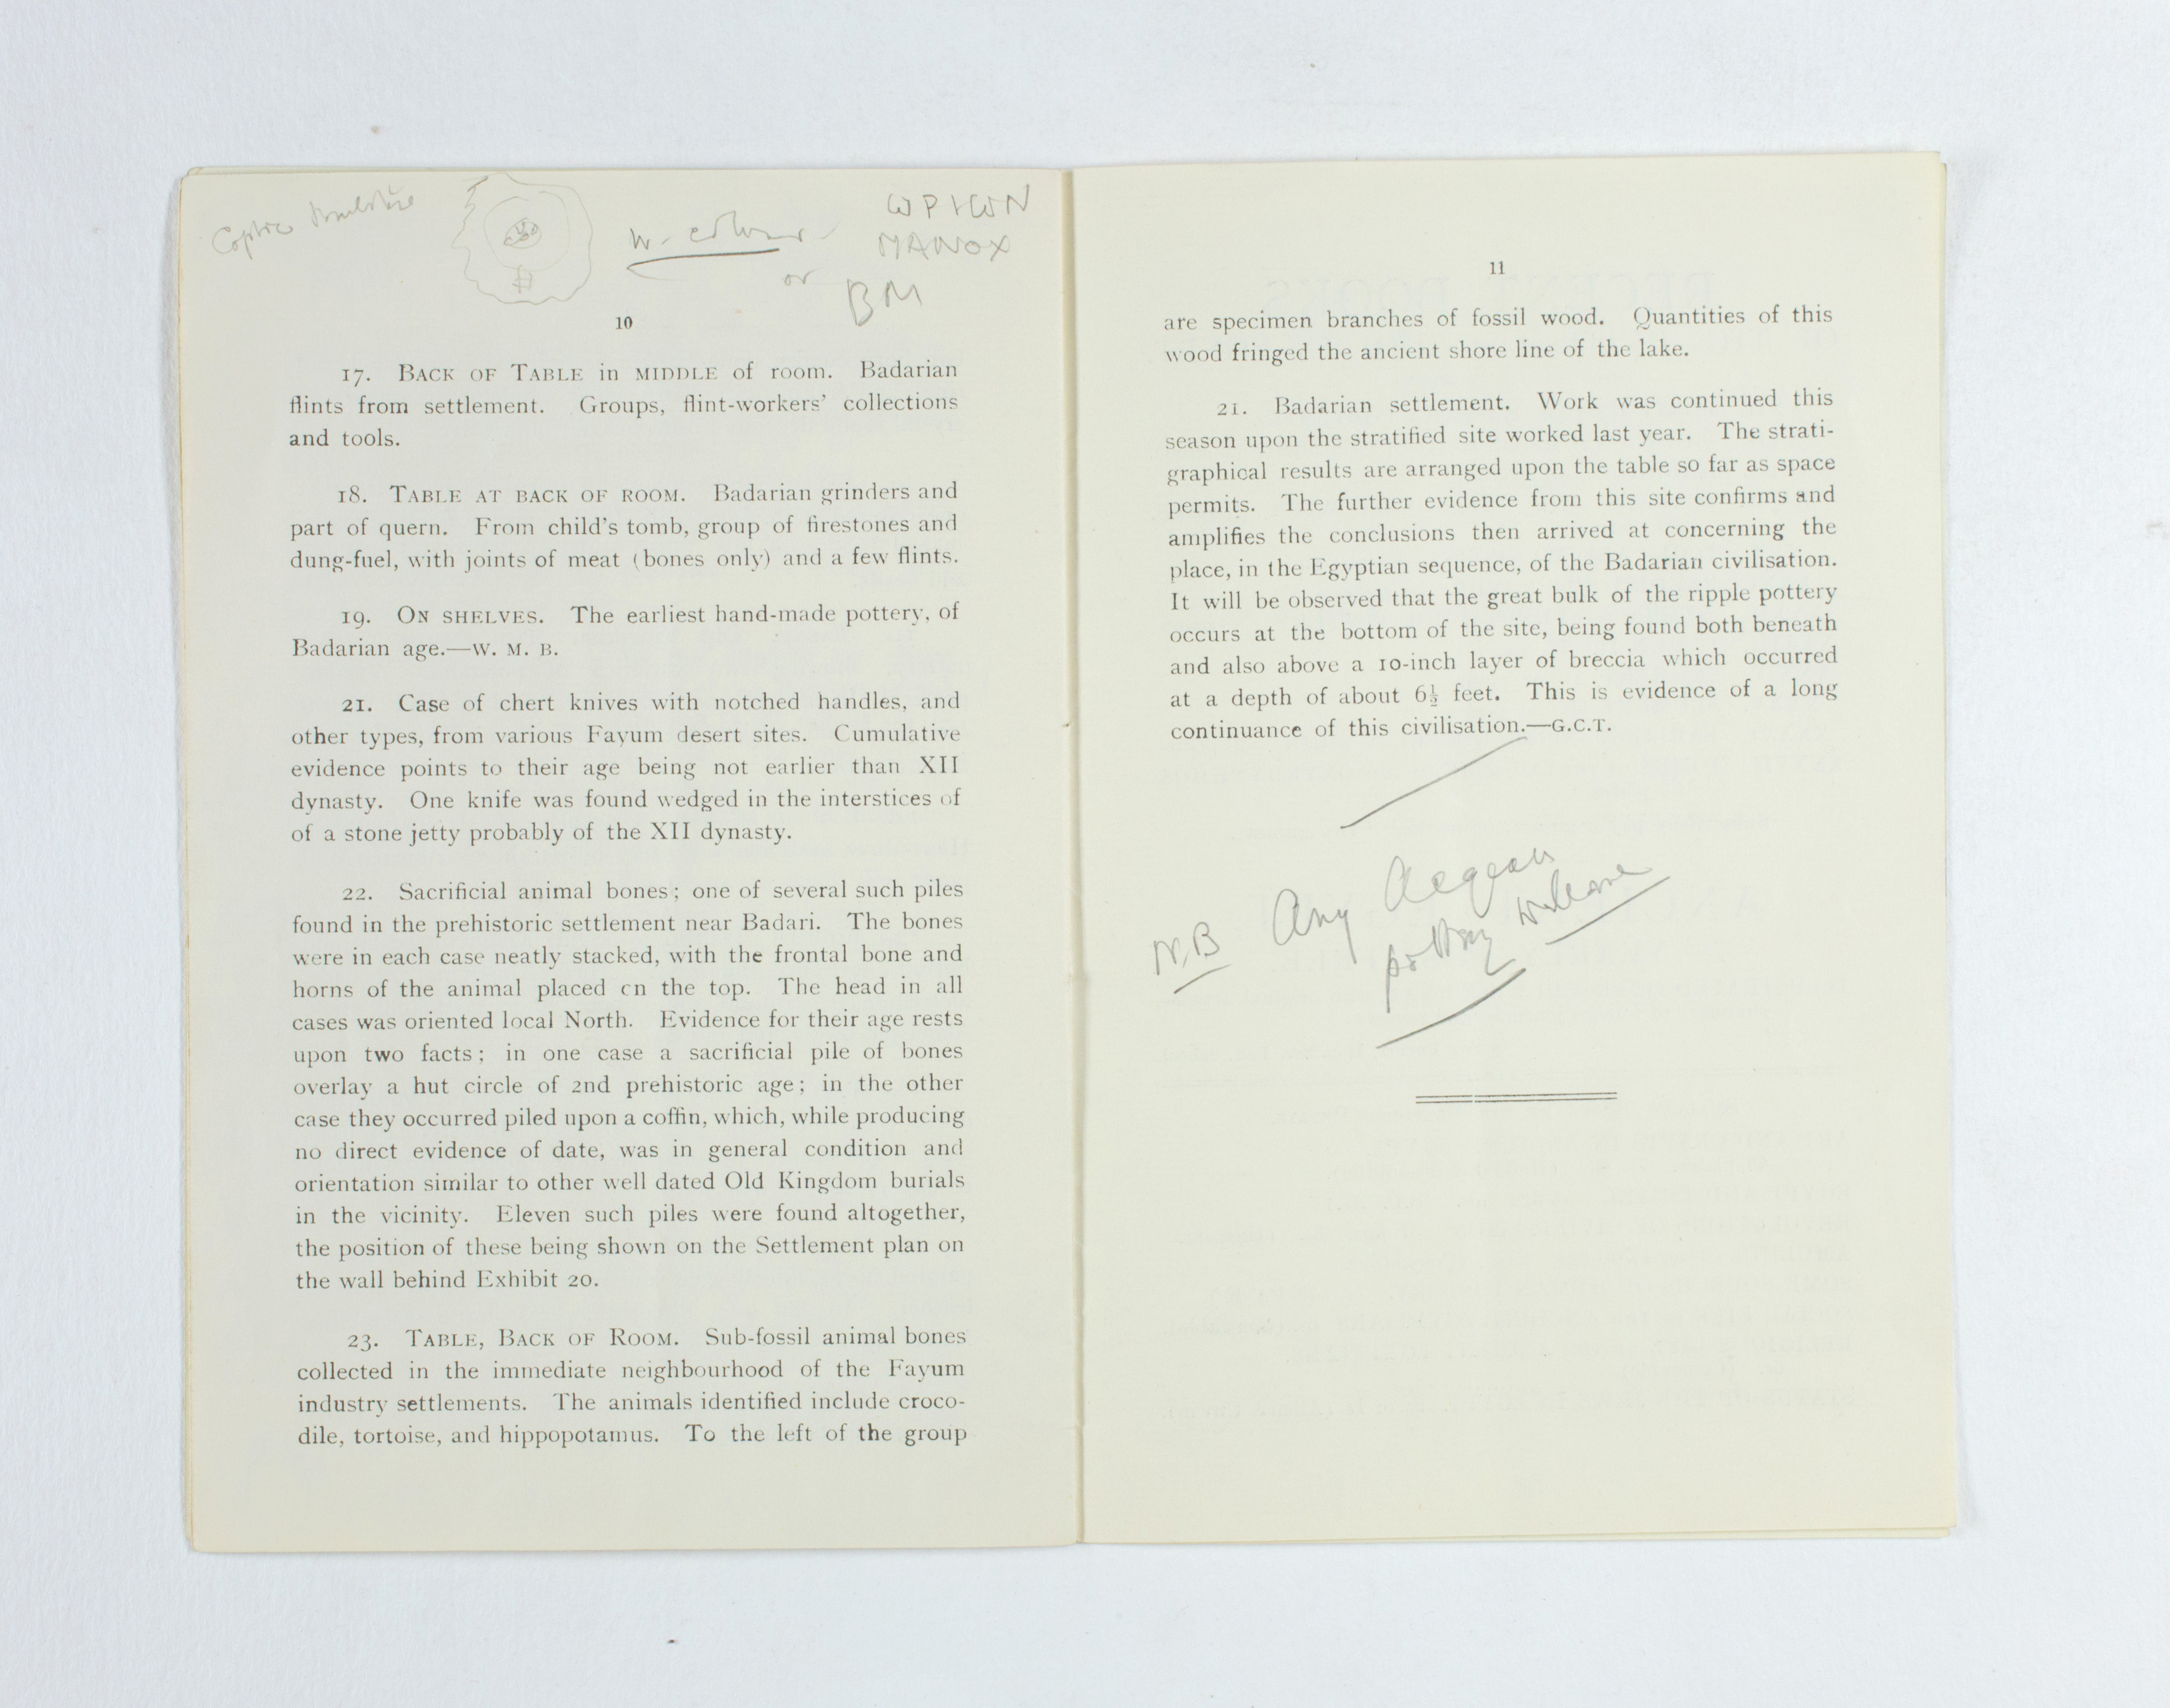 Coptic tombstone
ωPIωN
MANOX
or
BM
10
17. BACK OF TABLE in MIDDLE of room. Badarian
flints from settlement. Groups, flint-workers' collections
and tools.
18. TABLE AT BACK OF ROOM. Badarian grinders and
part of quern. From child's tomb, group of firestones and
dung-fuel, with joints of meat (bones only) and a few flints.
19. ON SHELVES. The earliest hand-made pottery, of
Badarian age.—W. M. B.
21. Case of chert knives with notched handles, and
other types, from various Fayum desert sites. Cumulative
evidence points to their age being not earlier than XII
dynasty. One knife was found wedged in the interstices of
of a stone jetty probably of the XII dynasty.
22. Sacrificial animal bones; one of several such piles
found in the prehistoric settlement near Badari. The bones
were in each case neatly stacked, with the frontal bone and
horns of the animal placed cn the top. The head in all
cases was oriented local North. Evidence for their age rests
upon two facts; in one case a sacrificial pile of bones
overlay a hut circle of 2nd prehistoric age; in the other
case they occurred piled upon a coffin, which, while producing
no direct evidence of date, was in general condition and
orientation similar to other well dated Old Kingdom burials
in the vicinity. Eleven such piles were found altogether,
the position of these being shown on the Settlement plan on
the wall behind Exhibit 20.
23. TABLE, BACK OF ROOM. Sub-fossil animal bones
collected in the immediate neighbourhood of the Fayum
industry settlements. The animals identified include croco-
dile, tortoise, and hippopotamus. To the left of the group
11
are specimen branches of fossil wood. Quantities of this
wood fringed the ancient shore line of the lake.
21. Badarian settlement. Work was continued this
season upon the stratified site worked last year. The strati-
graphical results are arranged upon the table so far as space
permits. The further evidence from this site confirms and
amplifies the conclusions then arrived at concerning the
place, in the Egyptian sequence, of the Badarian civilisation.
It will be observed that the great bulk of the ripple pottery
occurs at the bottom of the site, being found both beneath
and also above a 10-inch layer of breccia which occurred
at a depth of about 6½ feet. This is evidence of a long
continuance of this civilisation.—G.C.T.
N.B Any Aegean
pottery welcome